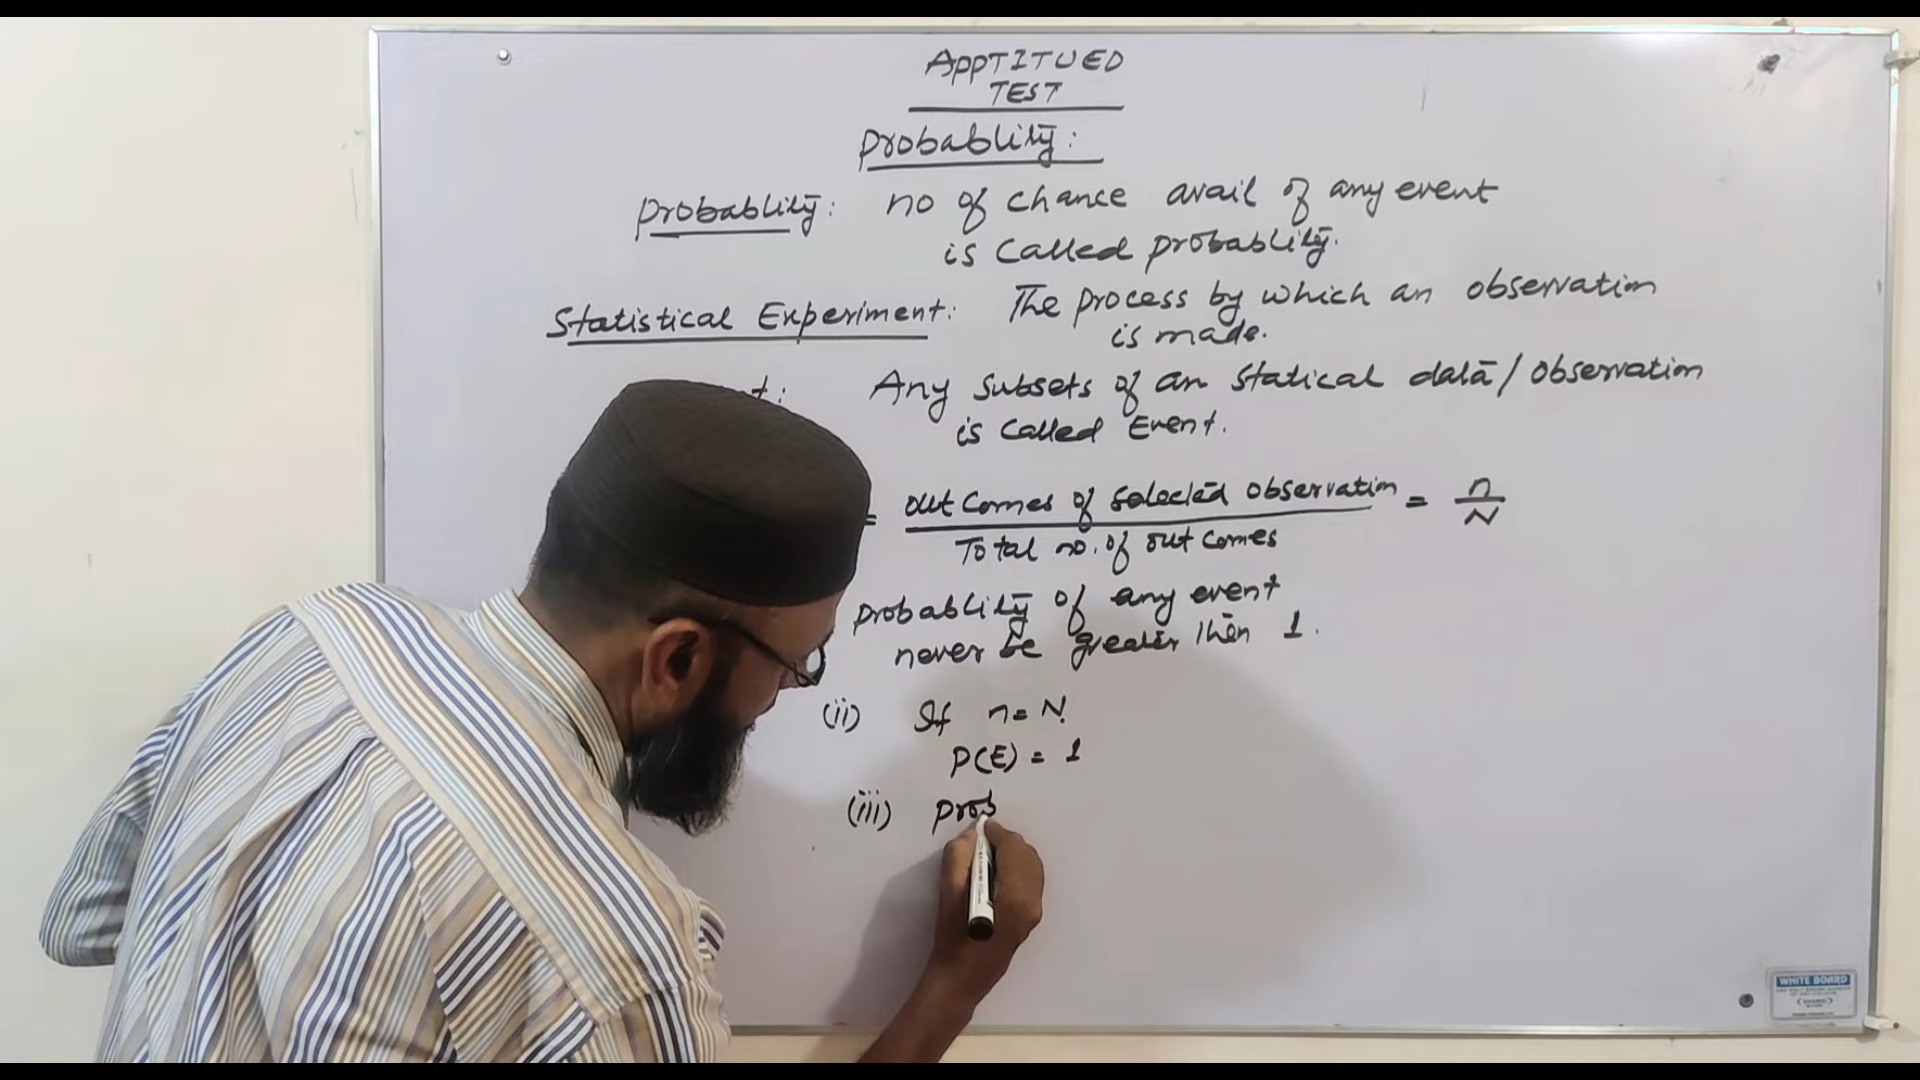 APPTITUED
TEST
Probablity:
Probablity: no of chance avail of any event
is called probablity.
Statistical Experiment: The process by which an observation
is made.
t: Any subsets of an statical data/observation
is called Event.
= out comes of selected observation = n
N
Total no. of out comes
probablity of any event
never be greater then 1.
(ii) If n = N.
P(E) = 1
(iii) prob
WHITE BOARD